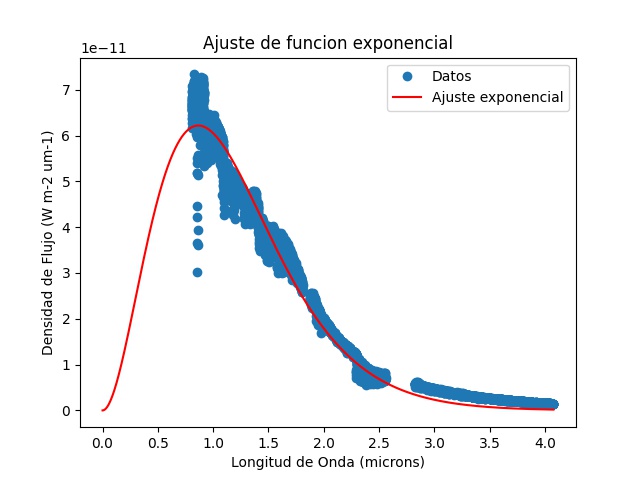 Ajuste de funcion exponencial
1e−11
Datos
Ajuste exponencial
7
6
5
4
3
2
1
0
Densidad de Flujo (W m-2 um-1)
0.0 0.5 1.0 1.5 2.0 2.5 3.0 3.5 4.0
Longitud de Onda (microns)